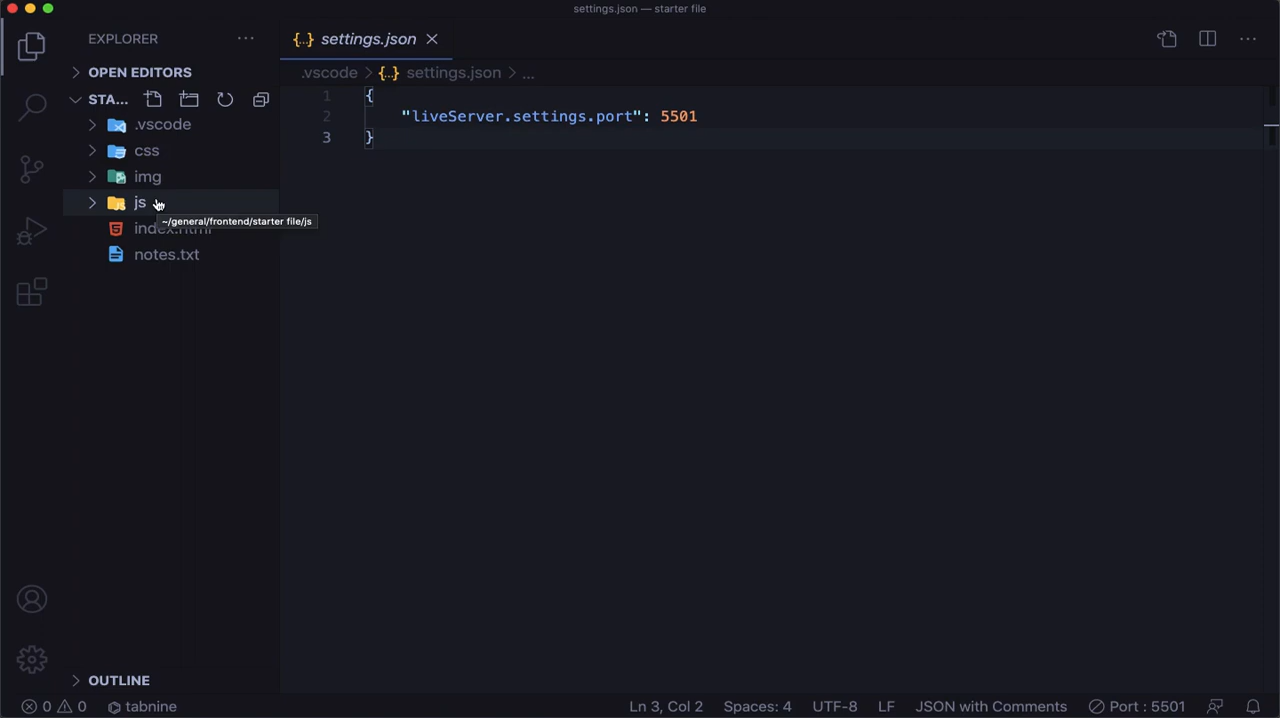 settings.json — starter file
EXPLORER
settings.json
OPEN EDITORS
.vscode > {..} settings.json > ...
STA...
.vscode
css
img
js
~/general/frontend/starter file/js
index.html
notes.txt
1 {
2 "liveServer.settings.port": 5501
3 }
OUTLINE
0 0 tabnine Ln 3, Col 2 Spaces: 4 UTF-8 LF JSON with Comments Port : 5501